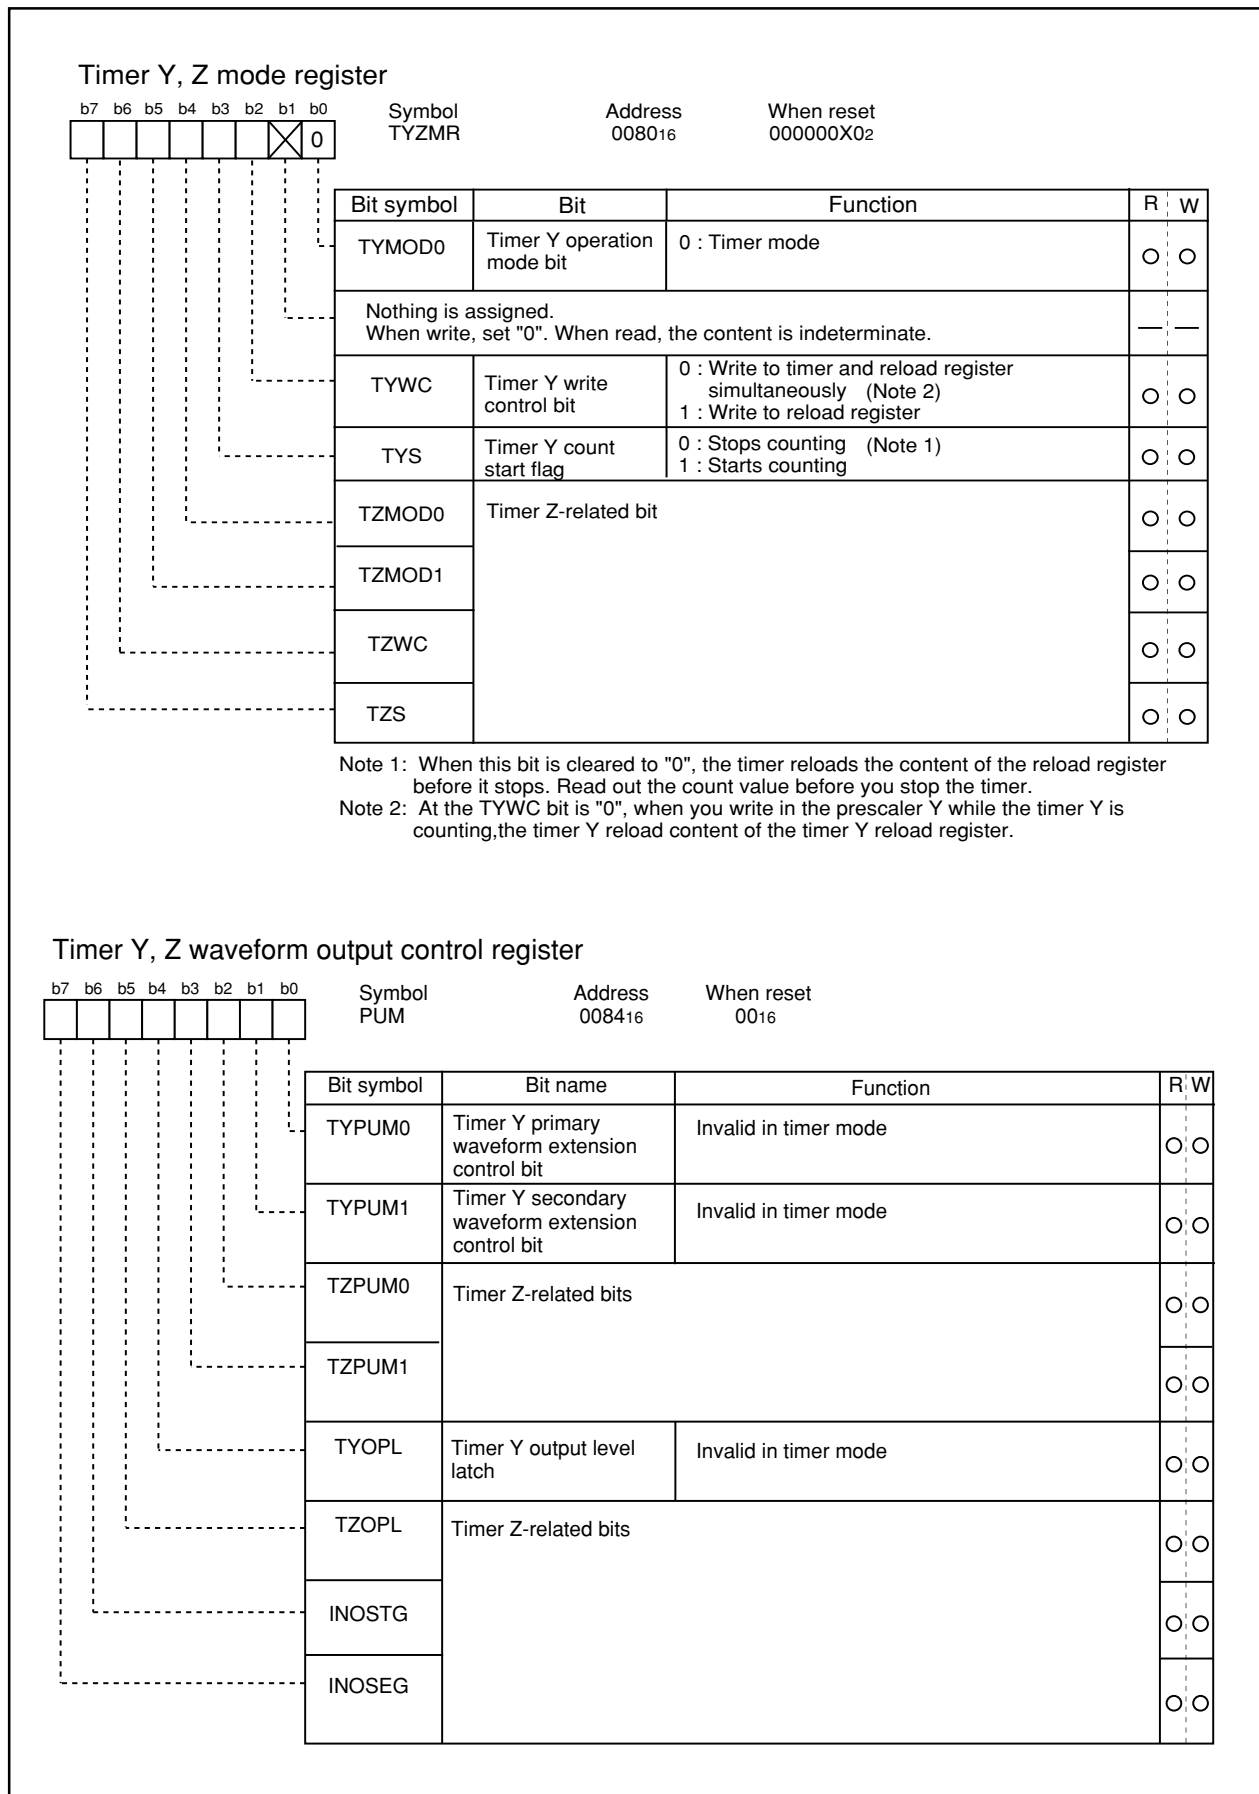 Timer Y, Z mode register
b7 b6 b5 b4 b3 b2 b1 b0
Symbol Address When reset
TYZMR 008016 000000X02
0
Bit symbol Bit Function R W
TYMOD0 Timer Y operation mode bit 0 : Timer mode
Nothing is assigned.
When write, set "0". When read, the content is indeterminate.
TYWC Timer Y write control bit 0 : Write to timer and reload register
simultaneously (Note 2)
1 : Write to reload register
TYS Timer Y count start flag 0 : Stops counting (Note 1)
1 : Starts counting
TZMOD0 Timer Z-related bit
TZMOD1
TZWC
TZS
Note 1: When this bit is cleared to "0", the timer reloads the content of the reload register
before it stops. Read out the count value before you stop the timer.
Note 2: At the TYWC bit is "0", when you write in the prescaler Y while the timer Y is
counting,the timer Y reload content of the timer Y reload register.
Timer Y, Z waveform output control register
b7 b6 b5 b4 b3 b2 b1 b0
Symbol Address When reset
PUM 008416 0016
Bit symbol Bit name Function R W
TYPUM0 Timer Y primary waveform extension control bit Invalid in timer mode
TYPUM1 Timer Y secondary waveform extension control bit Invalid in timer mode
TZPUM0 Timer Z-related bits
TZPUM1
TYOPL Timer Y output level latch Invalid in timer mode
TZOPL Timer Z-related bits
INOSTG
INOSEG